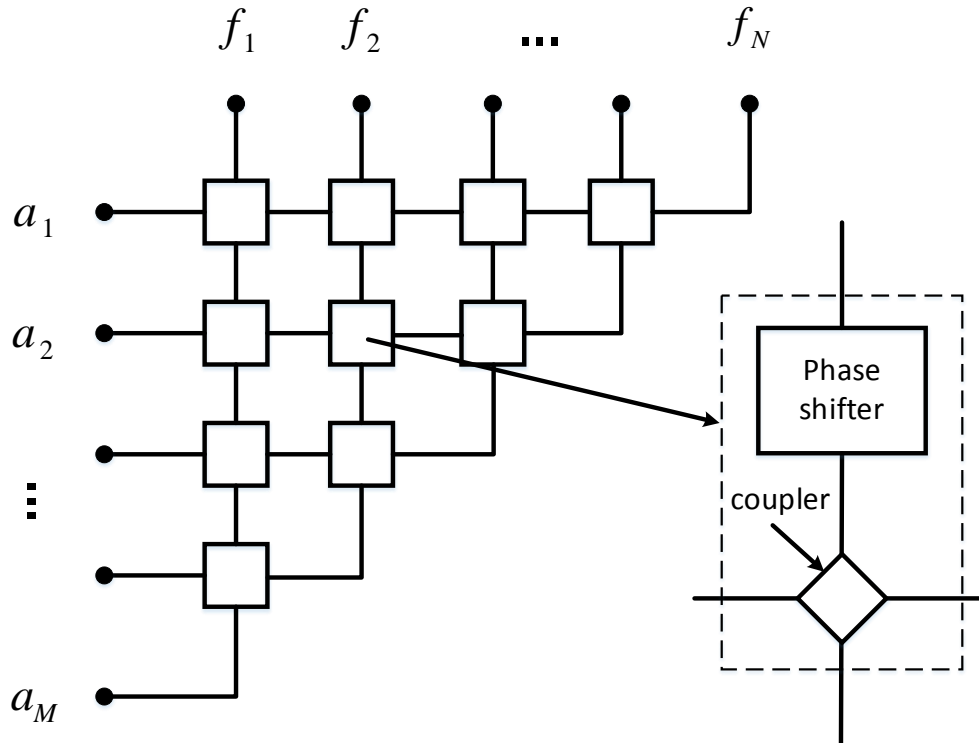 f1 f2 ... fN
a1
a2
Phase
shifter
coupler
⋮
aM